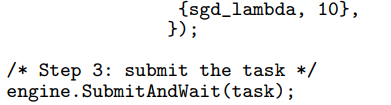 {sgd_lambda, 10},
});
/* Step 3: submit the task */
engine.SubmitAndWait(task);